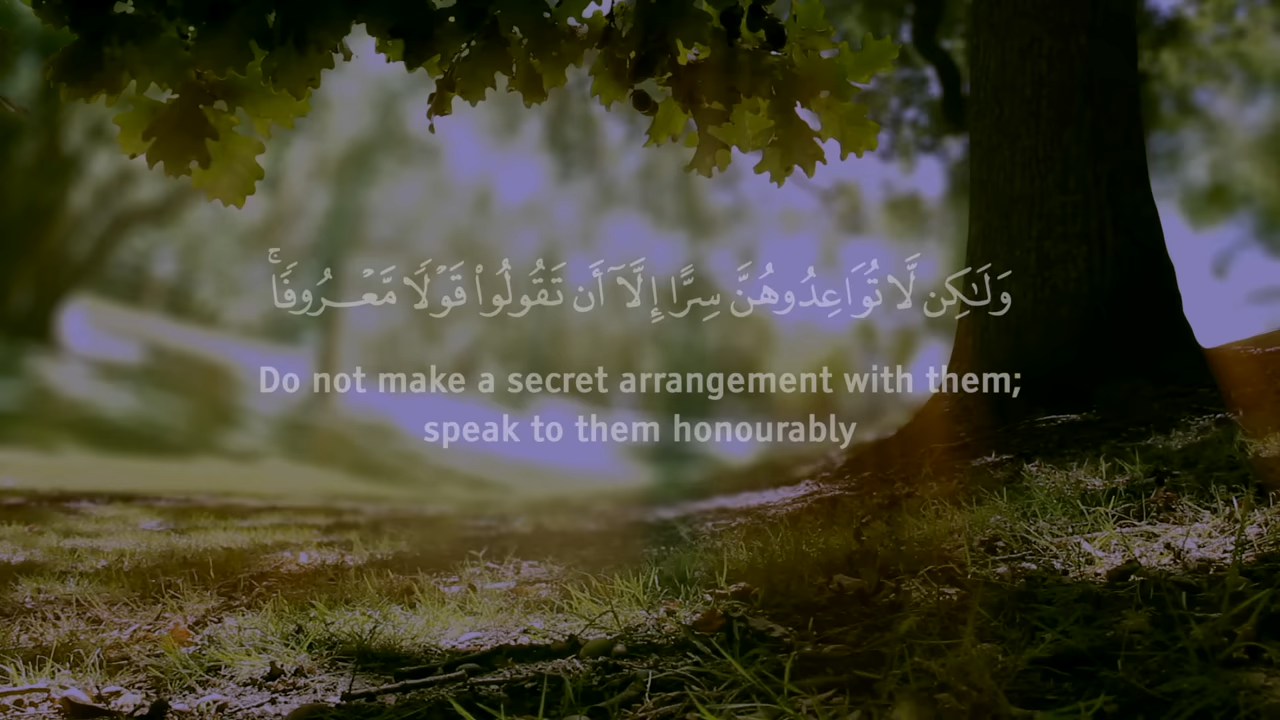 وَلَـٰكِن لَّا تُوَاعِدُوهُنَّ سِرًّا إِلَّآ أَن تَقُولُوا۟ قَوْلًا مَّعْرُوفًا ۚ
Do not make a secret arrangement with them;
speak to them honourably